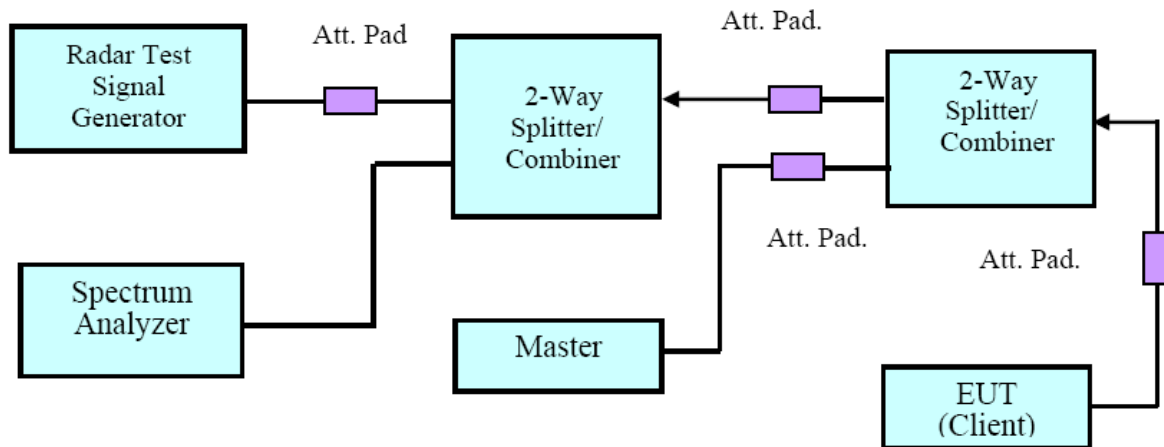 Radar Test
Signal
Generator
Att. Pad
2-Way
Splitter/
Combiner
Att. Pad.
2-Way
Splitter/
Combiner
Att. Pad.
Att. Pad.
Spectrum
Analyzer
Master
EUT
(Client)